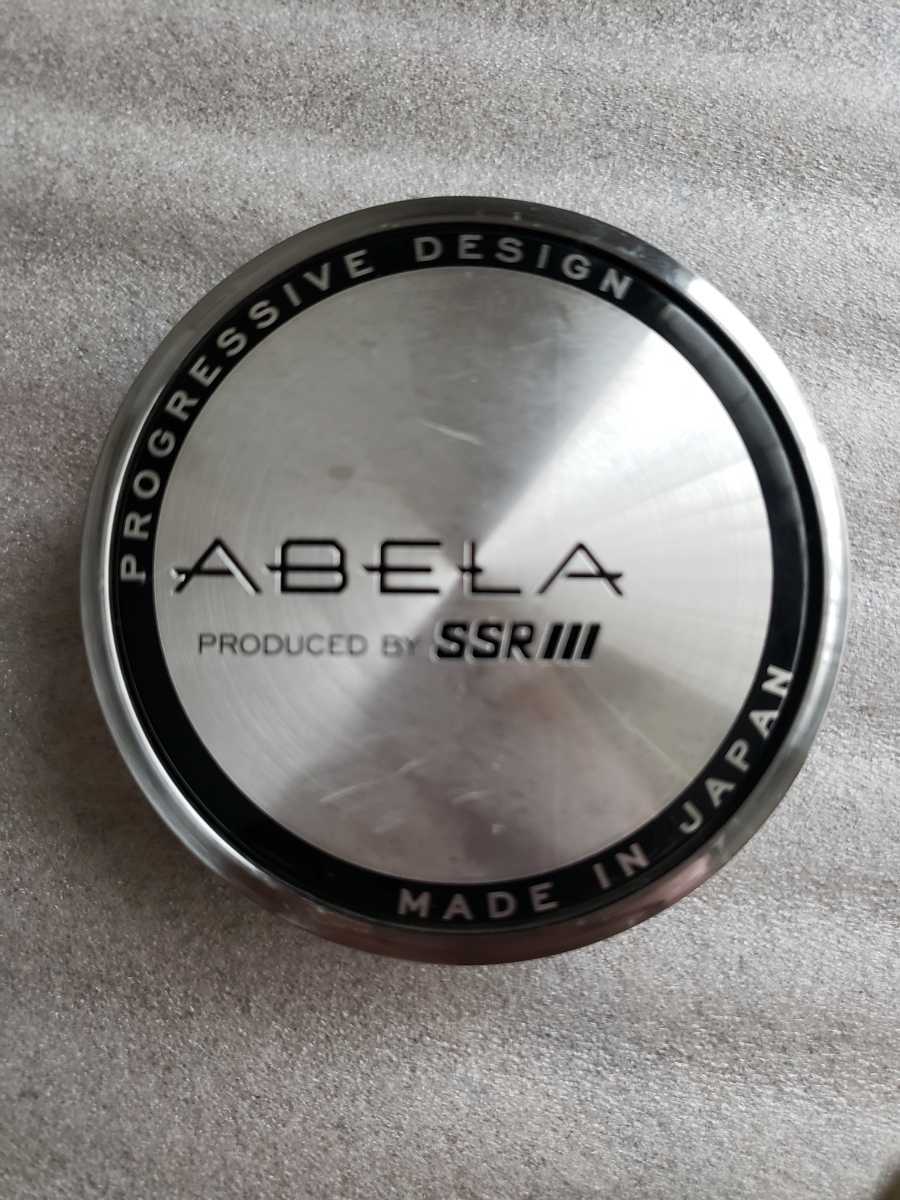 PROGRESSIVE DESIGN
ABELA
PRODUCED BY SSR
MADE IN JAPAN